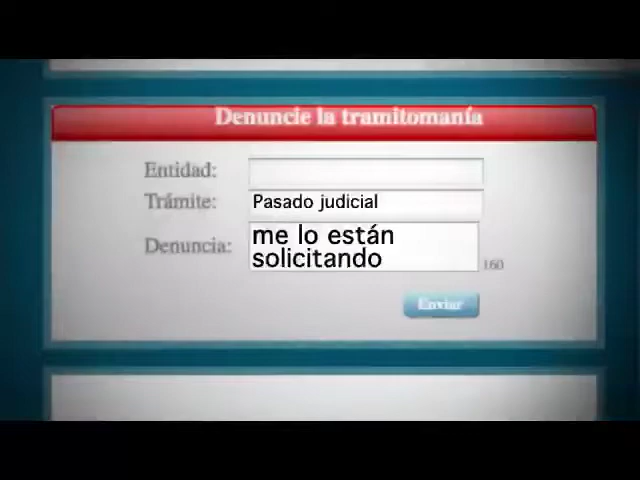 Denuncie la tramitomanía
Entidad:
Trámite: Pasado judicial
Denuncia: me lo están
solicitando
160
Enviar